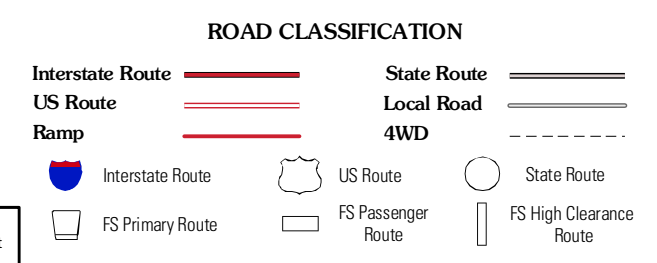 ROAD CLASSIFICATION
Interstate Route
State Route
US Route
Local Road
Ramp
4WD
Interstate Route
US Route
State Route
FS Primary Route
FS Passenger
Route
FS High Clearance
Route